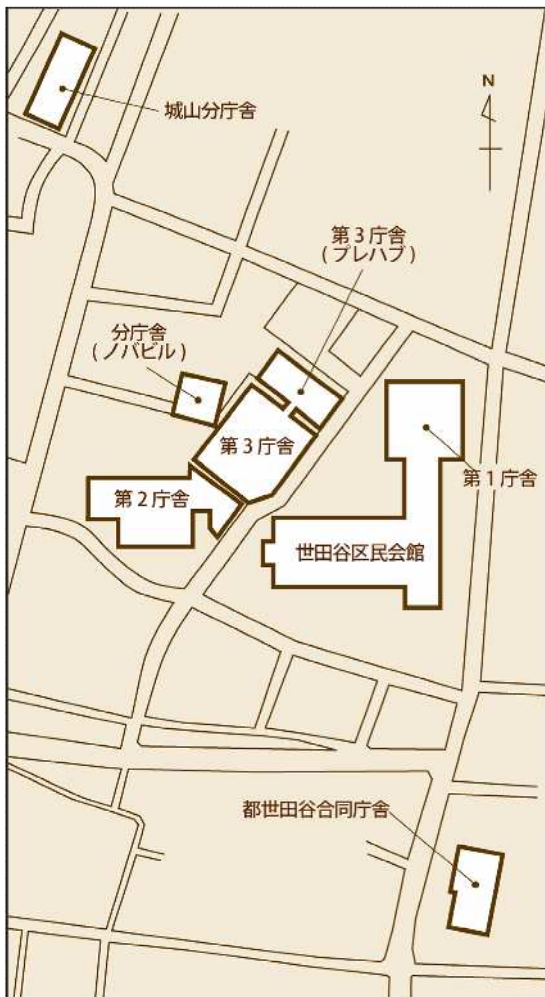 城山分庁舎
N
第3庁舎
(プレハブ)
分庁舎
(ノバビル)
第3庁舎
第1庁舎
第2庁舎
世田谷区民会館
都世田谷合同庁舎